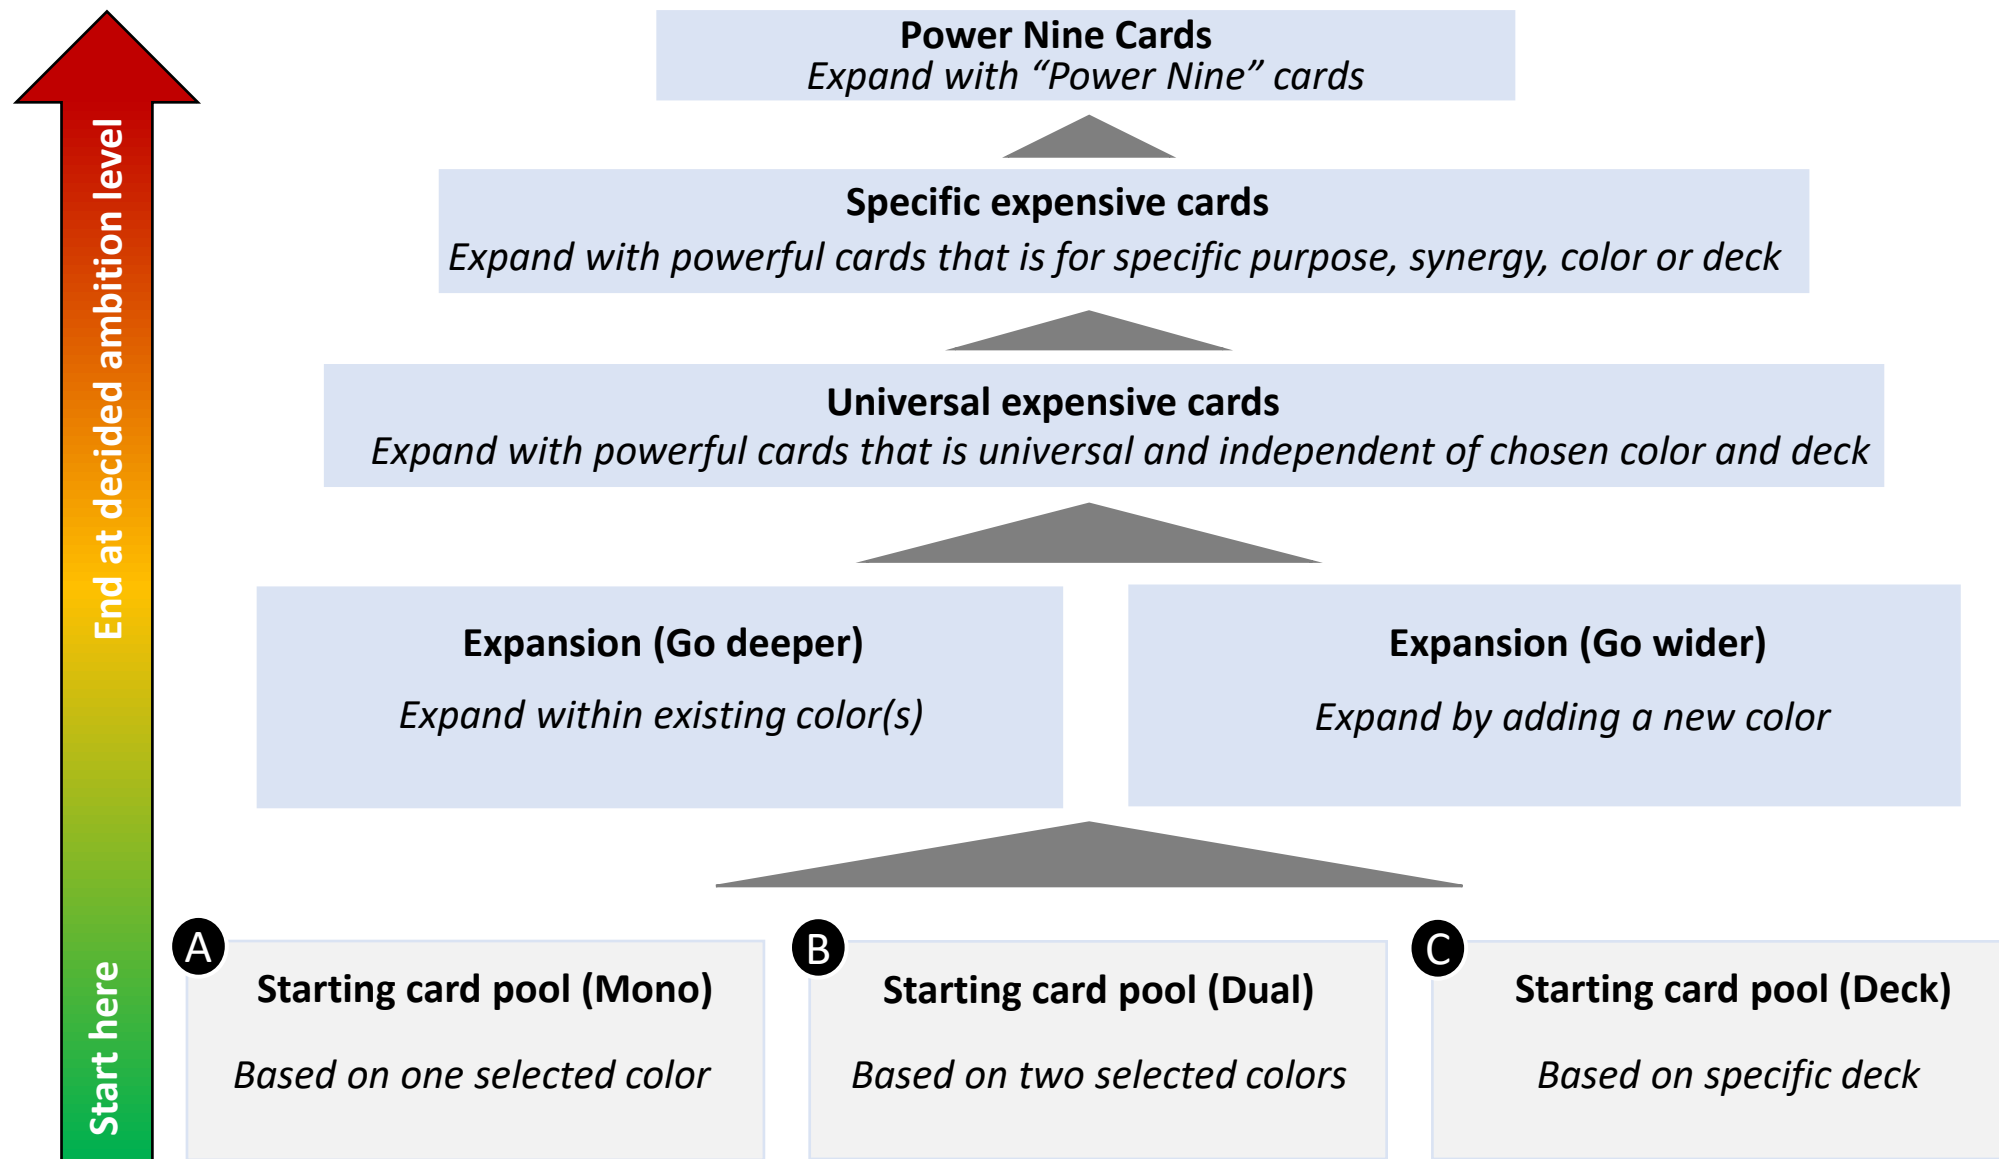 Power Nine Cards
Expand with “Power Nine” cards
Specific expensive cards
Expand with powerful cards that is for specific purpose, synergy, color or deck
Universal expensive cards
Expand with powerful cards that is universal and independent of chosen color and deck
Expansion (Go deeper)
Expand within existing color(s)
Expansion (Go wider)
Expand by adding a new color
A
Starting card pool (Mono)
Based on one selected color
B
Starting card pool (Dual)
Based on two selected colors
C
Starting card pool (Deck)
Based on specific deck
End at decided ambition level
Start here